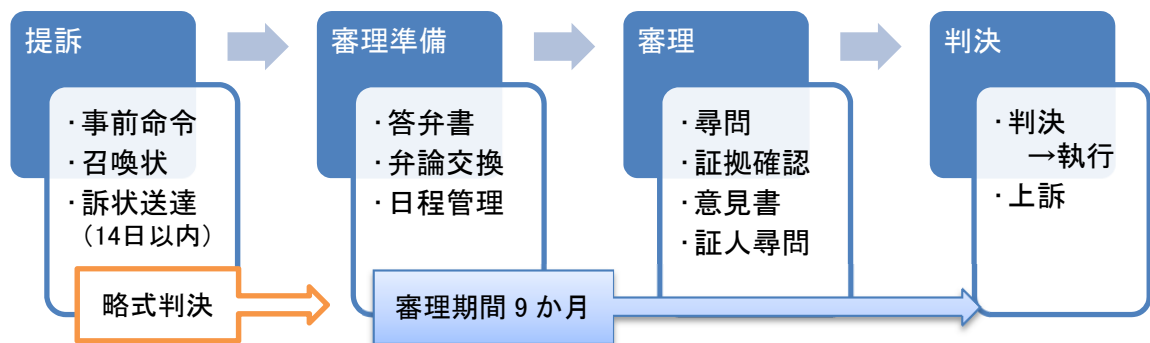 提訴
・事前命令
・召喚状
・訴状送達
（14日以内）
略式判決
審理準備
・答弁書
・弁論交換
・日程管理
審理期間 9 か月
審理
・尋問
・証拠確認
・意見書
・証人尋問
判決
・判決
→執行
・上訴